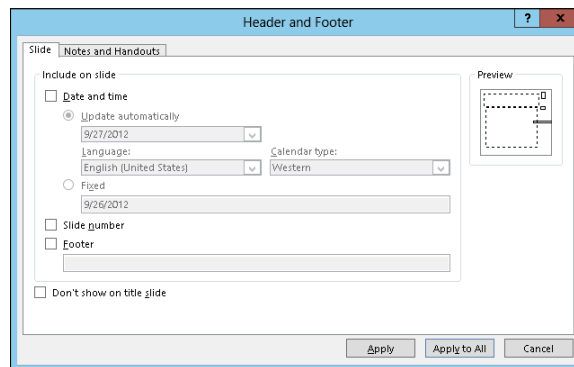 Header and Footer
? x
Slide Notes and Handouts
Include on slide
Preview
Date and time
Update automatically
9/27/2012
Language: Calendar type:
English (United States) Western
Fixed
9/26/2012
Slide number
Footer
Don't show on title slide
Apply Apply to All Cancel